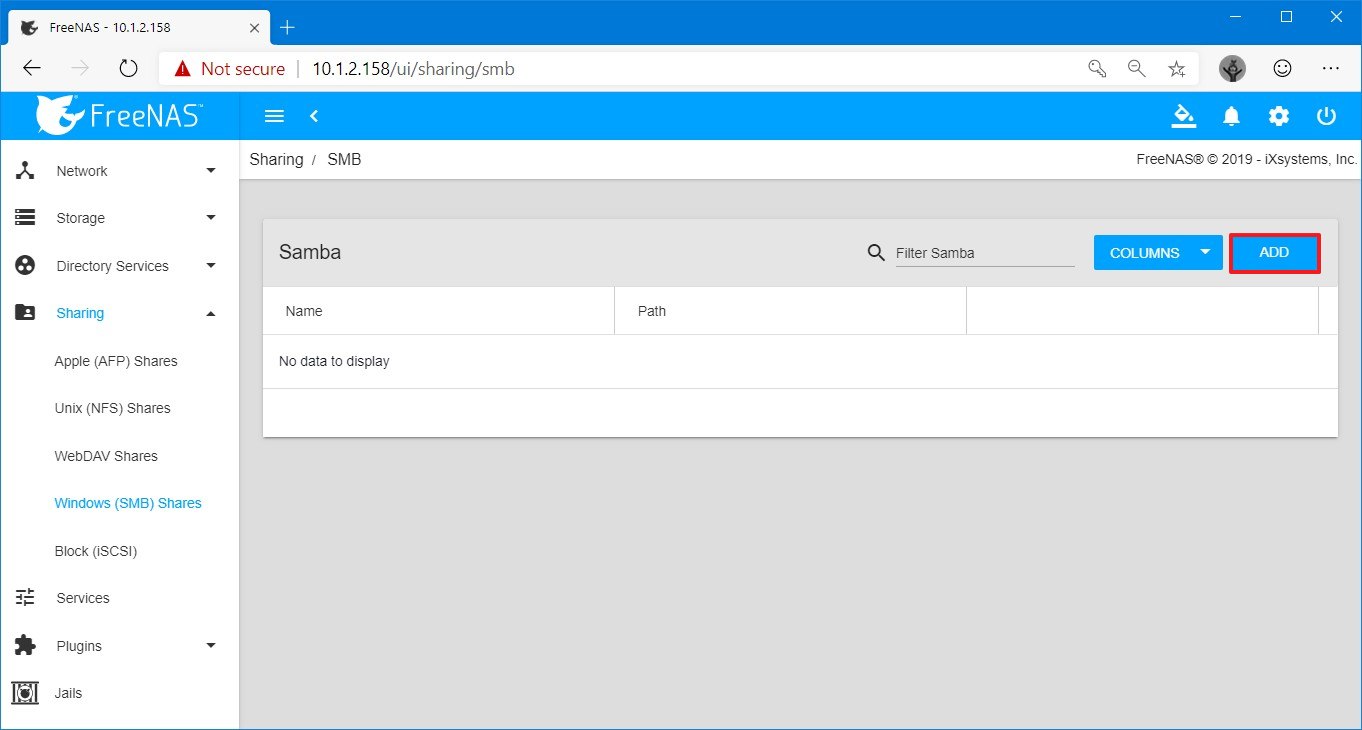 FreeNAS - 10.1.2.158
Not secure | 10.1.2.158/ui/sharing/smb
FreeNAS™
Sharing / SMB
FreeNAS® © 2019 - iXsystems, Inc.
Network
Storage
Directory Services
Sharing
Apple (AFP) Shares
Unix (NFS) Shares
WebDAV Shares
Windows (SMB) Shares
Block (iSCSI)
Services
Plugins
Jails
Samba
Filter Samba
COLUMNS
ADD
Name
Path
No data to display